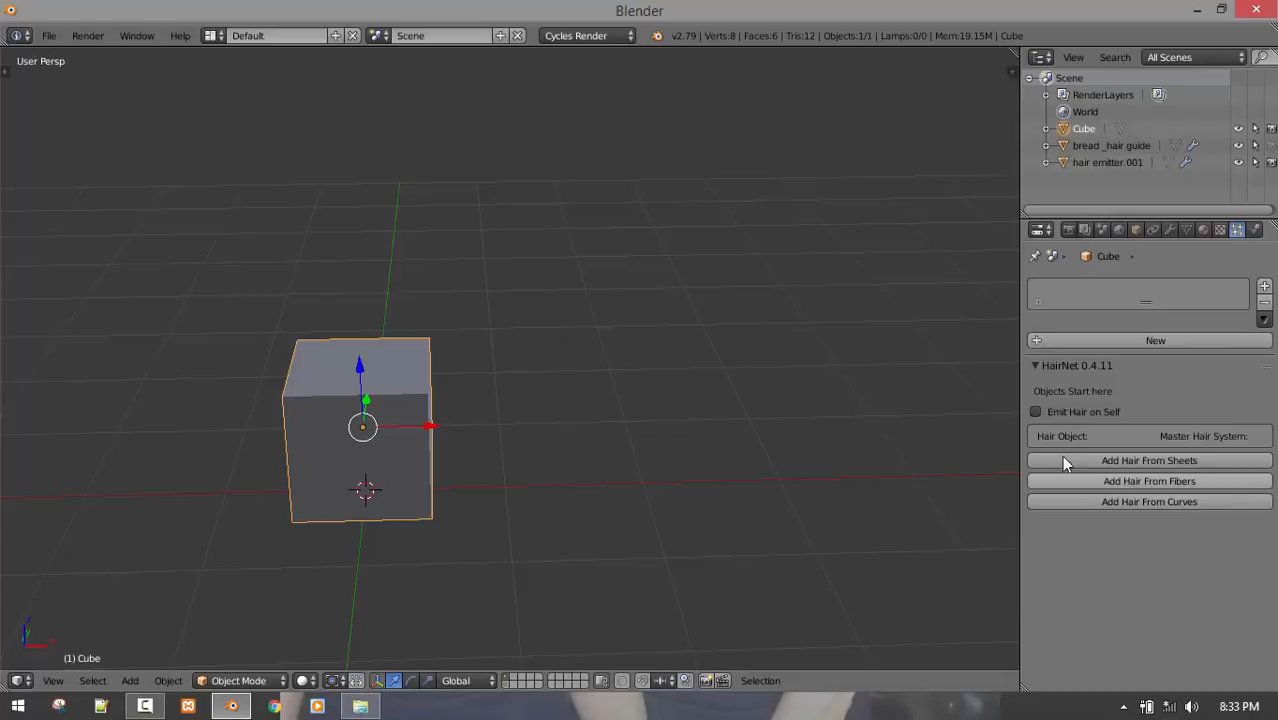 Blender
File Render Window Help Default Scene Cycles Render v2.79 | Verts:8 | Faces:6 | Tris:12 | Objects:1/1 | Lamps:0/0 | Mem:19.15M | Cube
User Persp
View Search All Scenes
Scene
RenderLayers
World
Cube
bread _hair guide
hair emitter.001
Cube
New
HairNet 0.4.11
Objects Start here
Emit Hair on Self
Hair Object: Master Hair System:
Add Hair From Sheets
Add Hair From Fibers
Add Hair From Curves
(1) Cube
View Select Add Object Object Mode Global Selection
8:33 PM